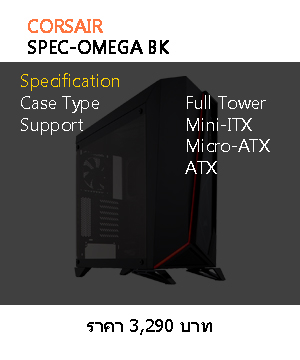 CORSAIR
SPEC-OMEGA BK
Specification
Case Type Full Tower
Support Mini-ITX
Micro-ATX
ATX
ราคา 3,290 บาท